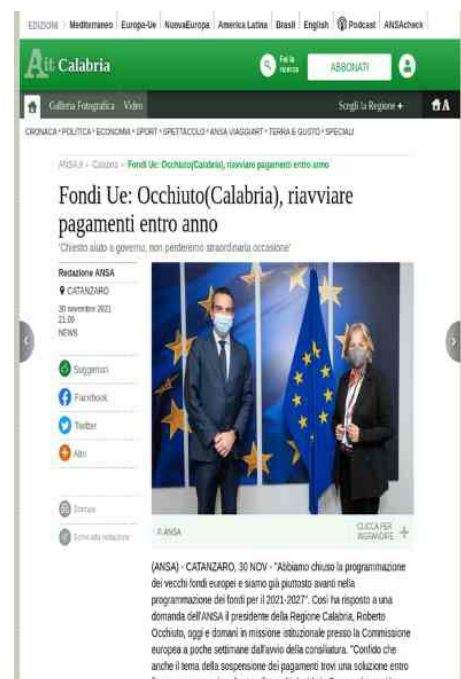 EDIZIONI Mediterraneo Europa-Ue NuovaEuropa America Latina Brasil English Podcast ANSAcheck
Ait Calabria Fai la ricerca ABBONATI
Galleria Fotografica Video Scegli la Regione +
CRONACA • POLITICA • ECONOMIA • SPORT • SPETTACOLO • ANSA VIAGGIART • TERRA E GUSTO • SPECIALI
ANSA.it > Calabria > Fondi Ue: Occhiuto(Calabria), riavviare pagamenti entro anno
Fondi Ue: Occhiuto(Calabria), riavviare
pagamenti entro anno
'Chiesto aiuto a governo, non perderemo straordinaria occasione'
Redazione ANSA
CATANZARO
30 novembre 2021
21:09
NEWS
Suggerisci
Facebook
Twitter
Altri
Stampa
Scrivi alla redazione
© ANSA
CLICCA PER
INGRANDIRE +
(ANSA) - CATANZARO, 30 NOV - "Abbiamo chiuso la programmazione
dei vecchi fondi europei e siamo già piuttosto avanti nella
programmazione dei fondi per il 2021-2027". Così ha risposto a una
domanda dell'ANSA il presidente della Regione Calabria, Roberto
Occhiuto, oggi e domani in missione istituzionale presso la Commissione
europea a poche settimane dall'avvio della consiliatura. "Confido che
anche il tema della sospensione dei pagamenti trovi una soluzione entro